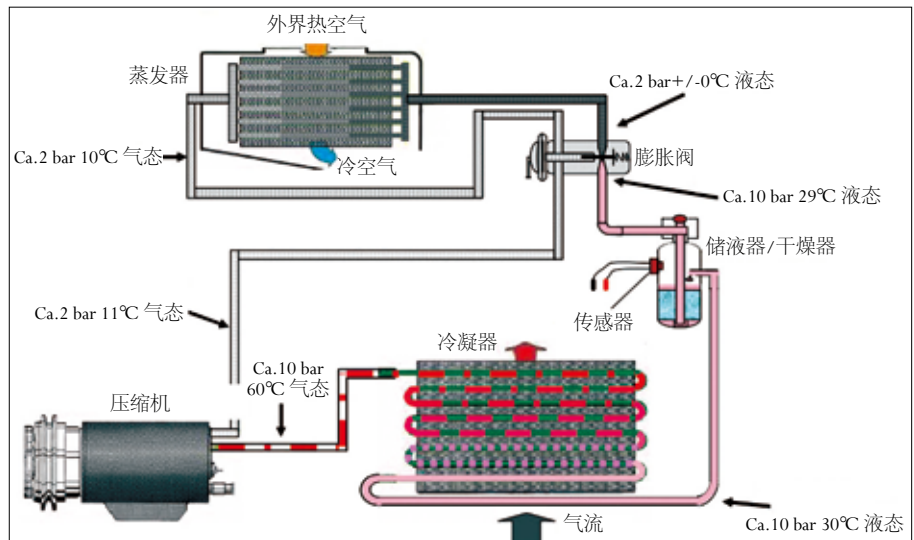 外界热空气
蒸发器
Ca.2 bar+/-0℃ 液态
Ca.2 bar 10℃ 气态
冷空气
膨胀阀
Ca.10 bar 29℃ 液态
储液器/干燥器
Ca.2 bar 11℃ 气态
传感器
冷凝器
Ca.10 bar
60℃ 气态
压缩机
气流
Ca.10 bar 30℃ 液态